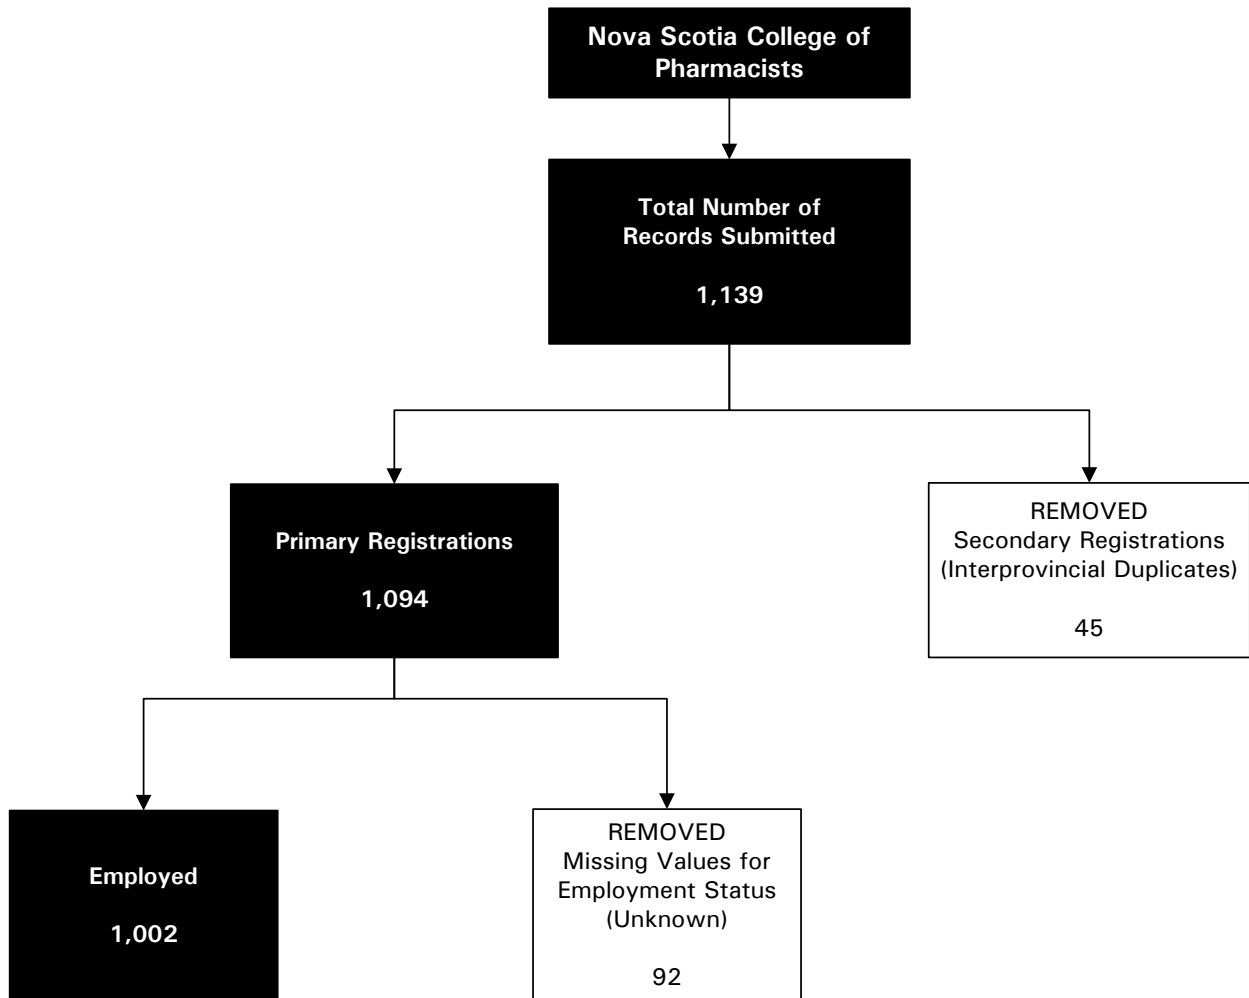 Nova Scotia College of
Pharmacists
Total Number of
Records Submitted
1,139
Primary Registrations
1,094
REMOVED
Secondary Registrations
(Interprovincial Duplicates)
45
Employed
1,002
REMOVED
Missing Values for
Employment Status
(Unknown)
92